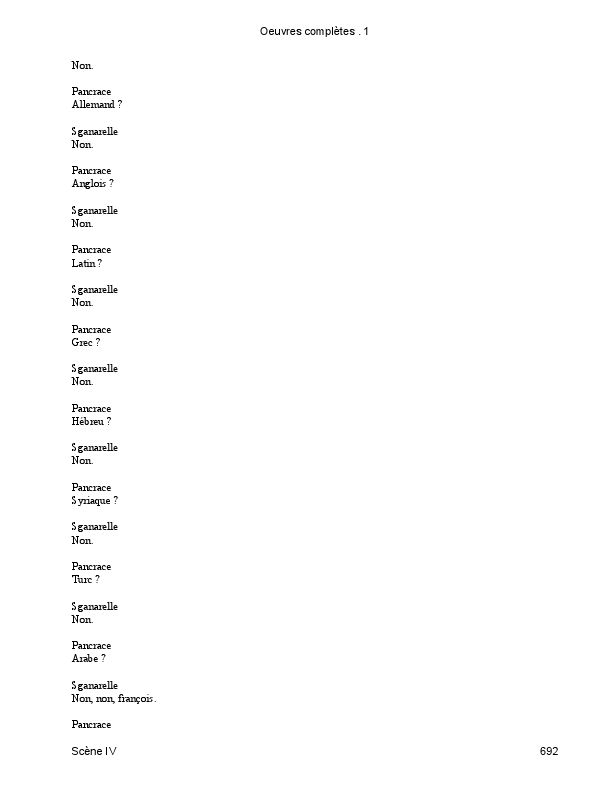 Oeuvres complètes . 1
Non.
Pancrace
Allemand ?
Sganarelle
Non.
Pancrace
Anglois ?
Sganarelle
Non.
Pancrace
Latin ?
Sganarelle
Non.
Pancrace
Grec ?
Sganarelle
Non.
Pancrace
Hébreu ?
Sganarelle
Non.
Pancrace
Syriaque ?
Sganarelle
Non.
Pancrace
Turc ?
Sganarelle
Non.
Pancrace
Arabe ?
Sganarelle
Non, non, françois.
Pancrace
Scène IV 692